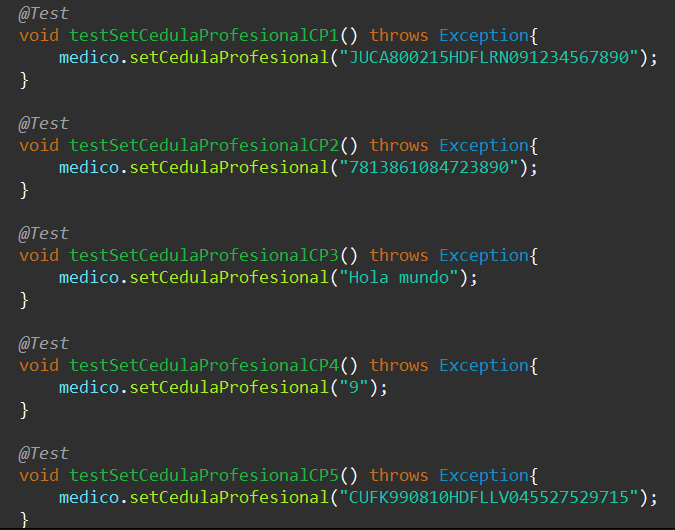 @Test
void testSetCedulaProfesionalCP1() throws Exception{
    medico.setCedulaProfesional("JUCA800215HDFLRN091234567890");
}
@Test
void testSetCedulaProfesionalCP2() throws Exception{
    medico.setCedulaProfesional("7813861084723890");
}
@Test
void testSetCedulaProfesionalCP3() throws Exception{
    medico.setCedulaProfesional("Hola mundo");
}
@Test
void testSetCedulaProfesionalCP4() throws Exception{
    medico.setCedulaProfesional("9");
}
@Test
void testSetCedulaProfesionalCP5() throws Exception{
    medico.setCedulaProfesional("CUFK990810HDFLLV045527529715");
}